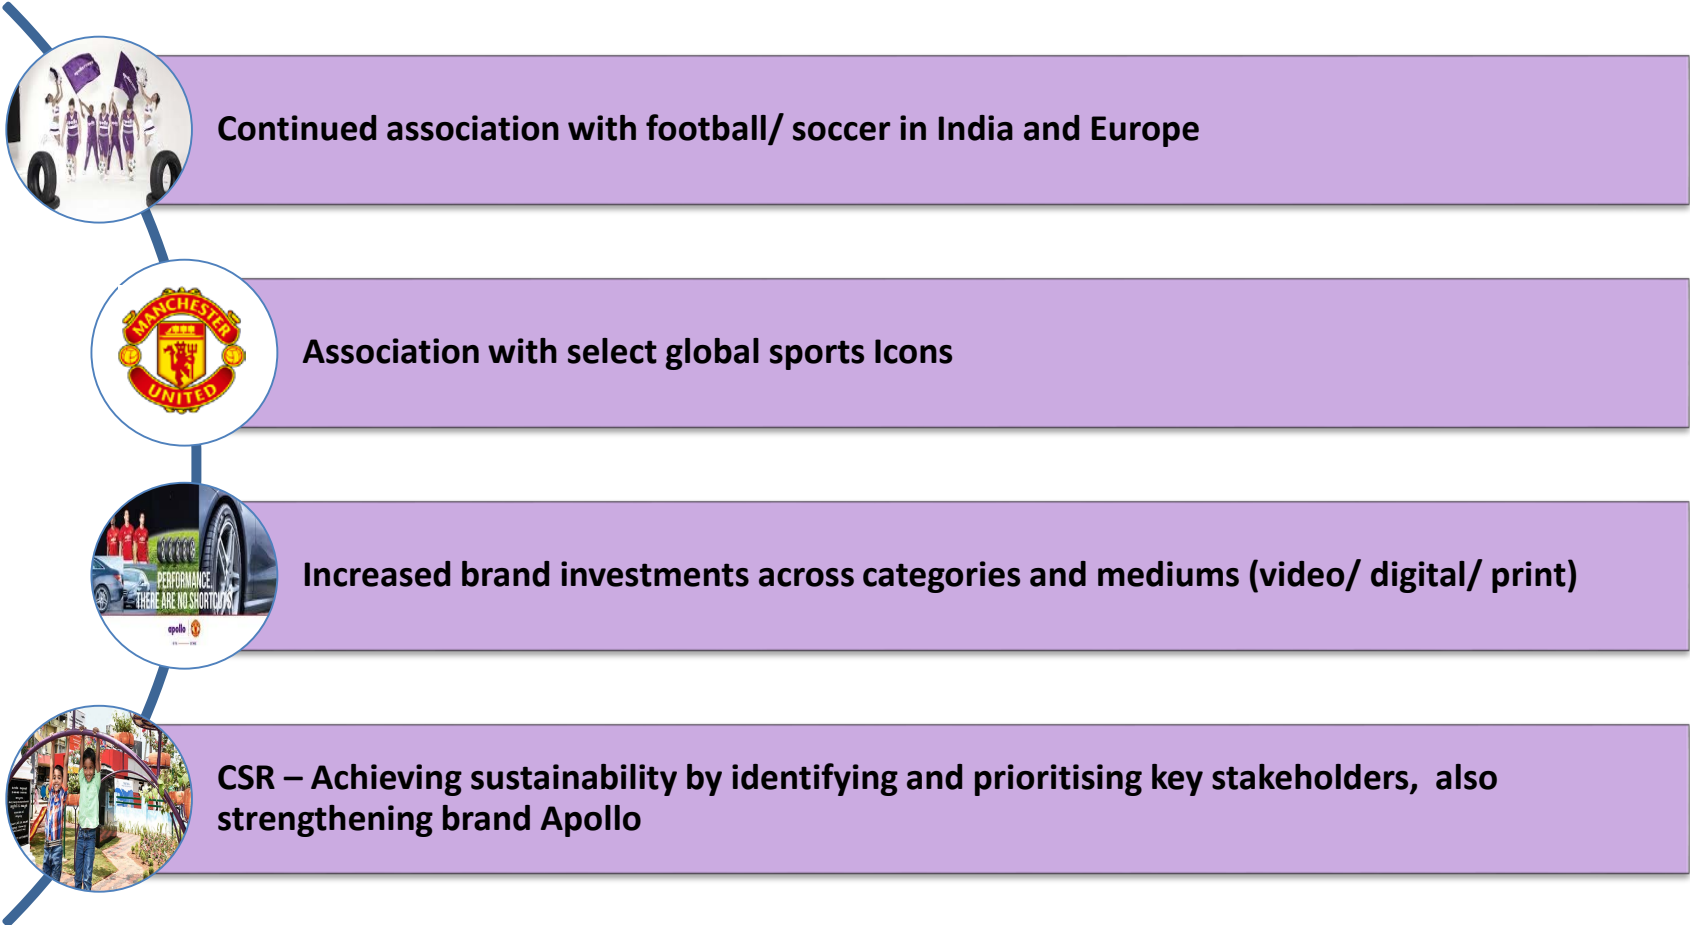 Continued association with football/ soccer in India and Europe
MANCHESTER
UNITED
Association with select global sports Icons
PERFORMANCE.
THERE ARE NO SHORTCUTS.
apollo
Increased brand investments across categories and mediums (video/ digital/ print)
CSR – Achieving sustainability by identifying and prioritising key stakeholders,  also
strengthening brand Apollo